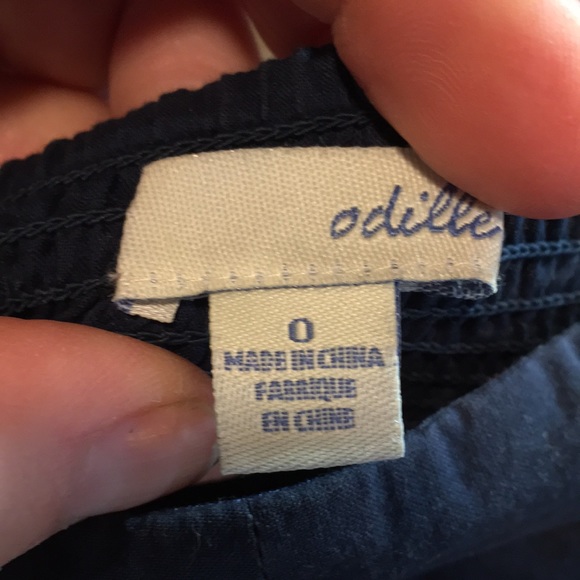 odille
0
MADE IN CHINA
FABRIQUE
EN CHINE